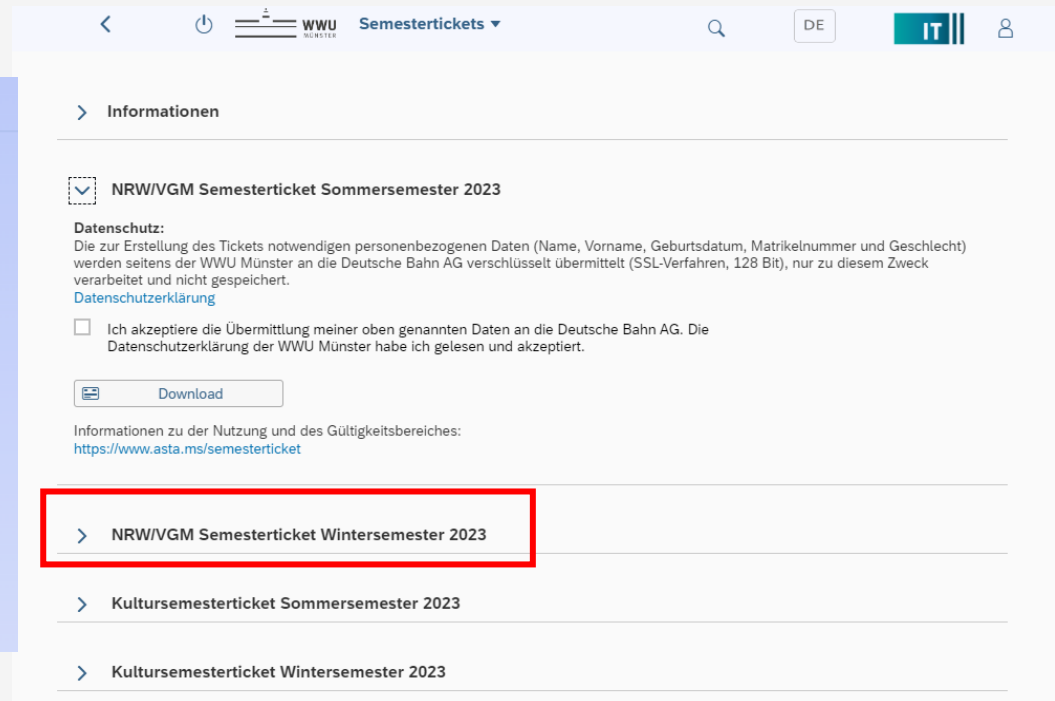 WWU
MÜNSTER
Semestertickets
DE
IT
Informationen
NRW/VGM Semesterticket Sommersemester 2023
Datenschutz:
Die zur Erstellung des Tickets notwendigen personenbezogenen Daten (Name, Vorname, Geburtsdatum, Matrikelnummer und Geschlecht)
werden seitens der WWU Münster an die Deutsche Bahn AG verschlüsselt übermittelt (SSL-Verfahren, 128 Bit), nur zu diesem Zweck
verarbeitet und nicht gespeichert.
Datenschutzerklärung
Ich akzeptiere die Übermittlung meiner oben genannten Daten an die Deutsche Bahn AG. Die
Datenschutzerklärung der WWU Münster habe ich gelesen und akzeptiert.
Download
Informationen zu der Nutzung und des Gültigkeitsbereiches:
https://www.asta.ms/semesterticket
NRW/VGM Semesterticket Wintersemester 2023
Kultursemesterticket Sommersemester 2023
Kultursemesterticket Wintersemester 2023